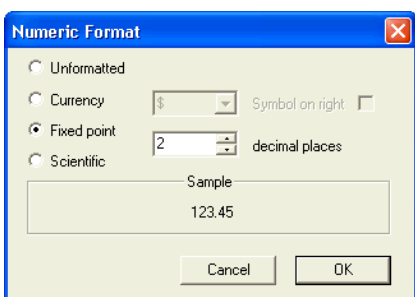 Numeric Format
Unformatted
Currency $ Symbol on right
Fixed point 2 decimal places
Scientific
Sample
123.45
Cancel OK